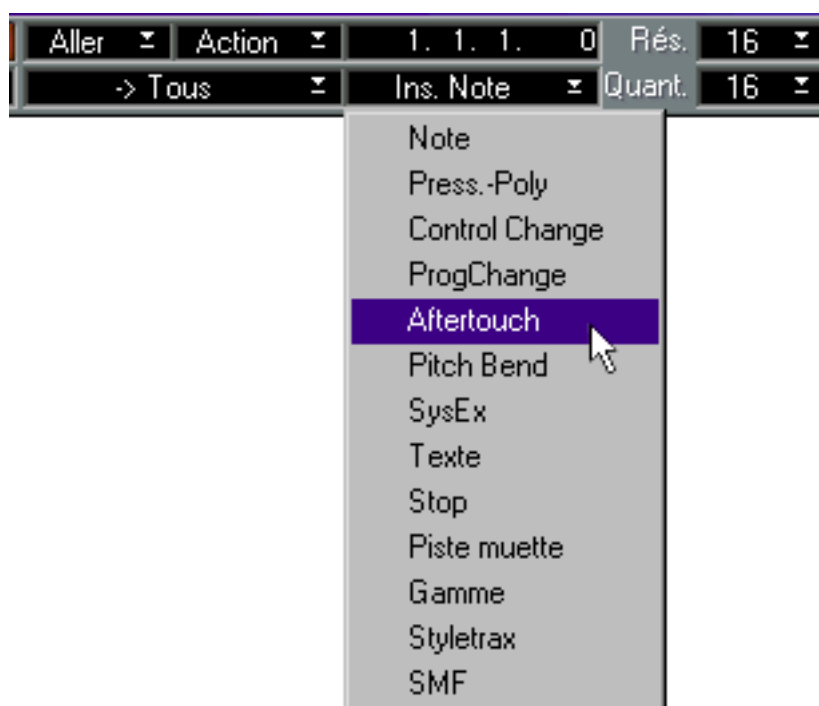 Aller Action 1. 1. 1. 0 Rés. 16
-> Tous Ins. Note Quant. 16
Note
Press.-Poly
Control Change
ProgChange
Aftertouch
Pitch Bend
SysEx
Texte
Stop
Piste muette
Gamme
Styletrax
SMF